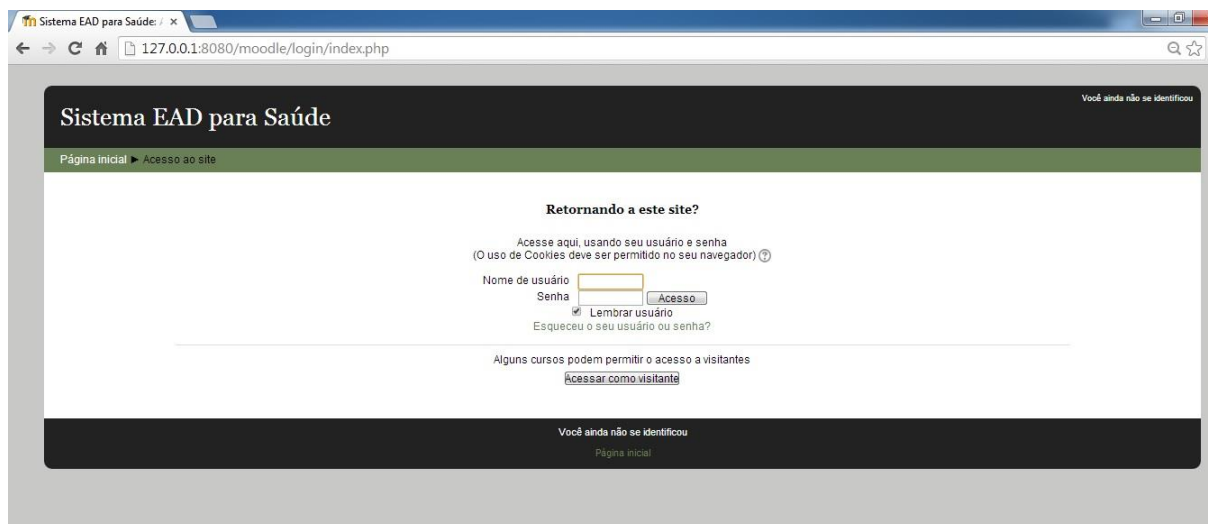 Sistema EAD para Saúde: /
127.0.0.1:8080/moodle/login/index.php
Você ainda não se identificou
Sistema EAD para Saúde
Página inicial ► Acesso ao site
Retornando a este site?
Acesse aqui, usando seu usuário e senha
(O uso de Cookies deve ser permitido no seu navegador)
Nome de usuário
Senha Acesso
Lembrar usuário
Esqueceu o seu usuário ou senha?
Alguns cursos podem permitir o acesso a visitantes
Acessar como visitante
Você ainda não se identificou
Página inicial